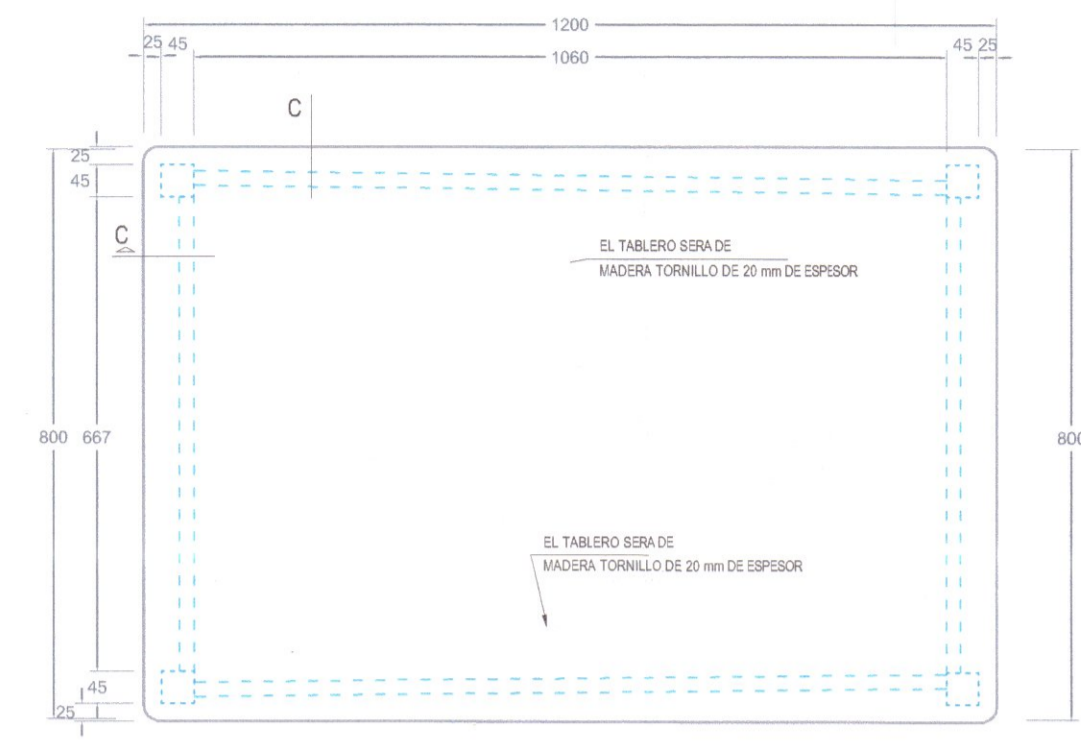 1200
25 45 1060 45 25
C
25
45
C
EL TABLERO SERA DE
MADERA TORNILLO DE 20 mm DE ESPESOR
800 667 800
EL TABLERO SERA DE
MADERA TORNILLO DE 20 mm DE ESPESOR
45
25